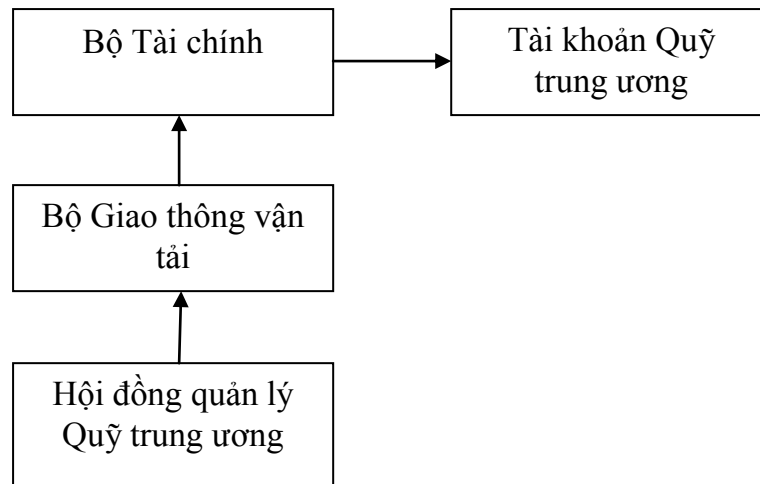 Bộ Tài chính
Tài khoản Quỹ
trung ương
Bộ Giao thông vận
tải
Hội đồng quản lý
Quỹ trung ương